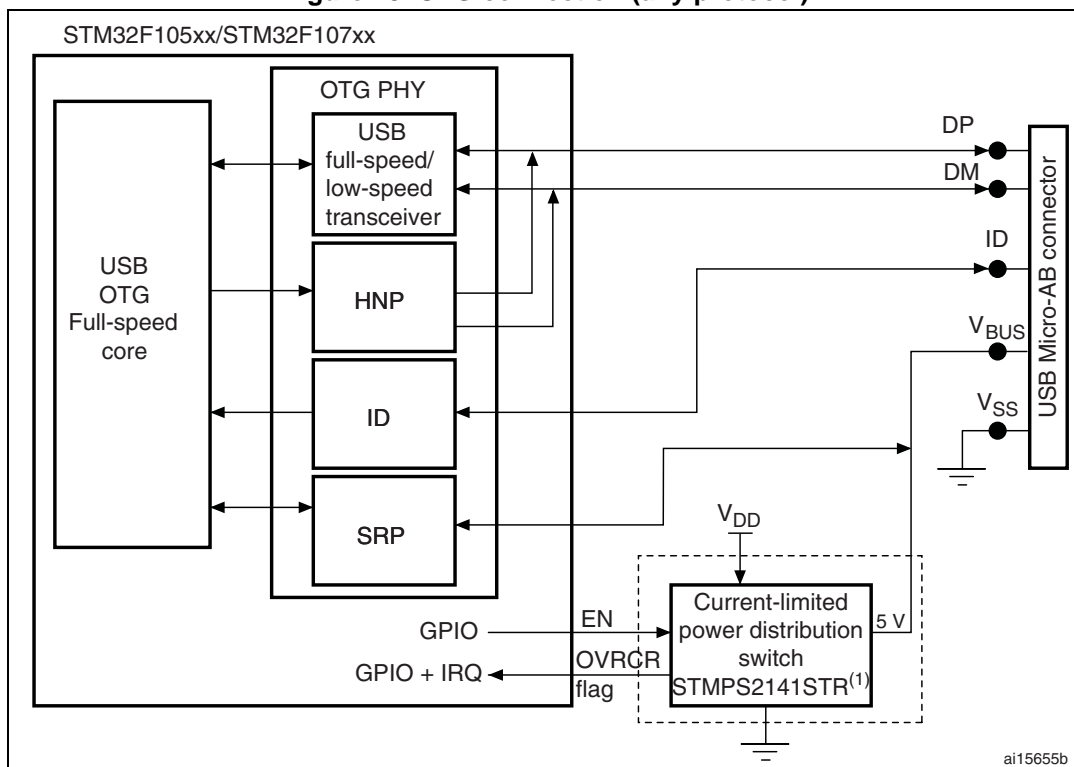 STM32F105xx/STM32F107xx
OTG PHY
USB
full-speed/
low-speed
transceiver
HNP
ID
SRP
USB
OTG
Full-speed
core
DP
DM
ID
VBUS
VSS
USB Micro-AB connector
VDD
GPIO
EN
GPIO + IRQ
OVRCR
flag
Current-limited
power distribution
switch
STMPS2141STR(1)
5 V
ai15655b